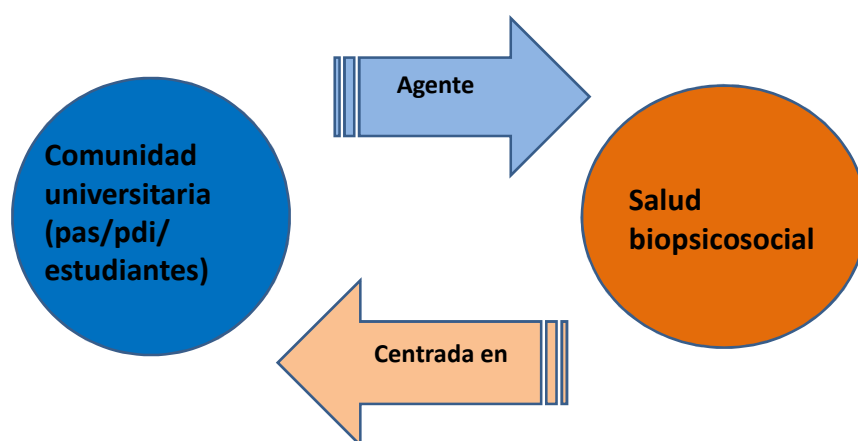 Agente
Comunidad
universitaria
(pas/pdi/
estudiantes)
Salud
biopsicosocial
Centrada en